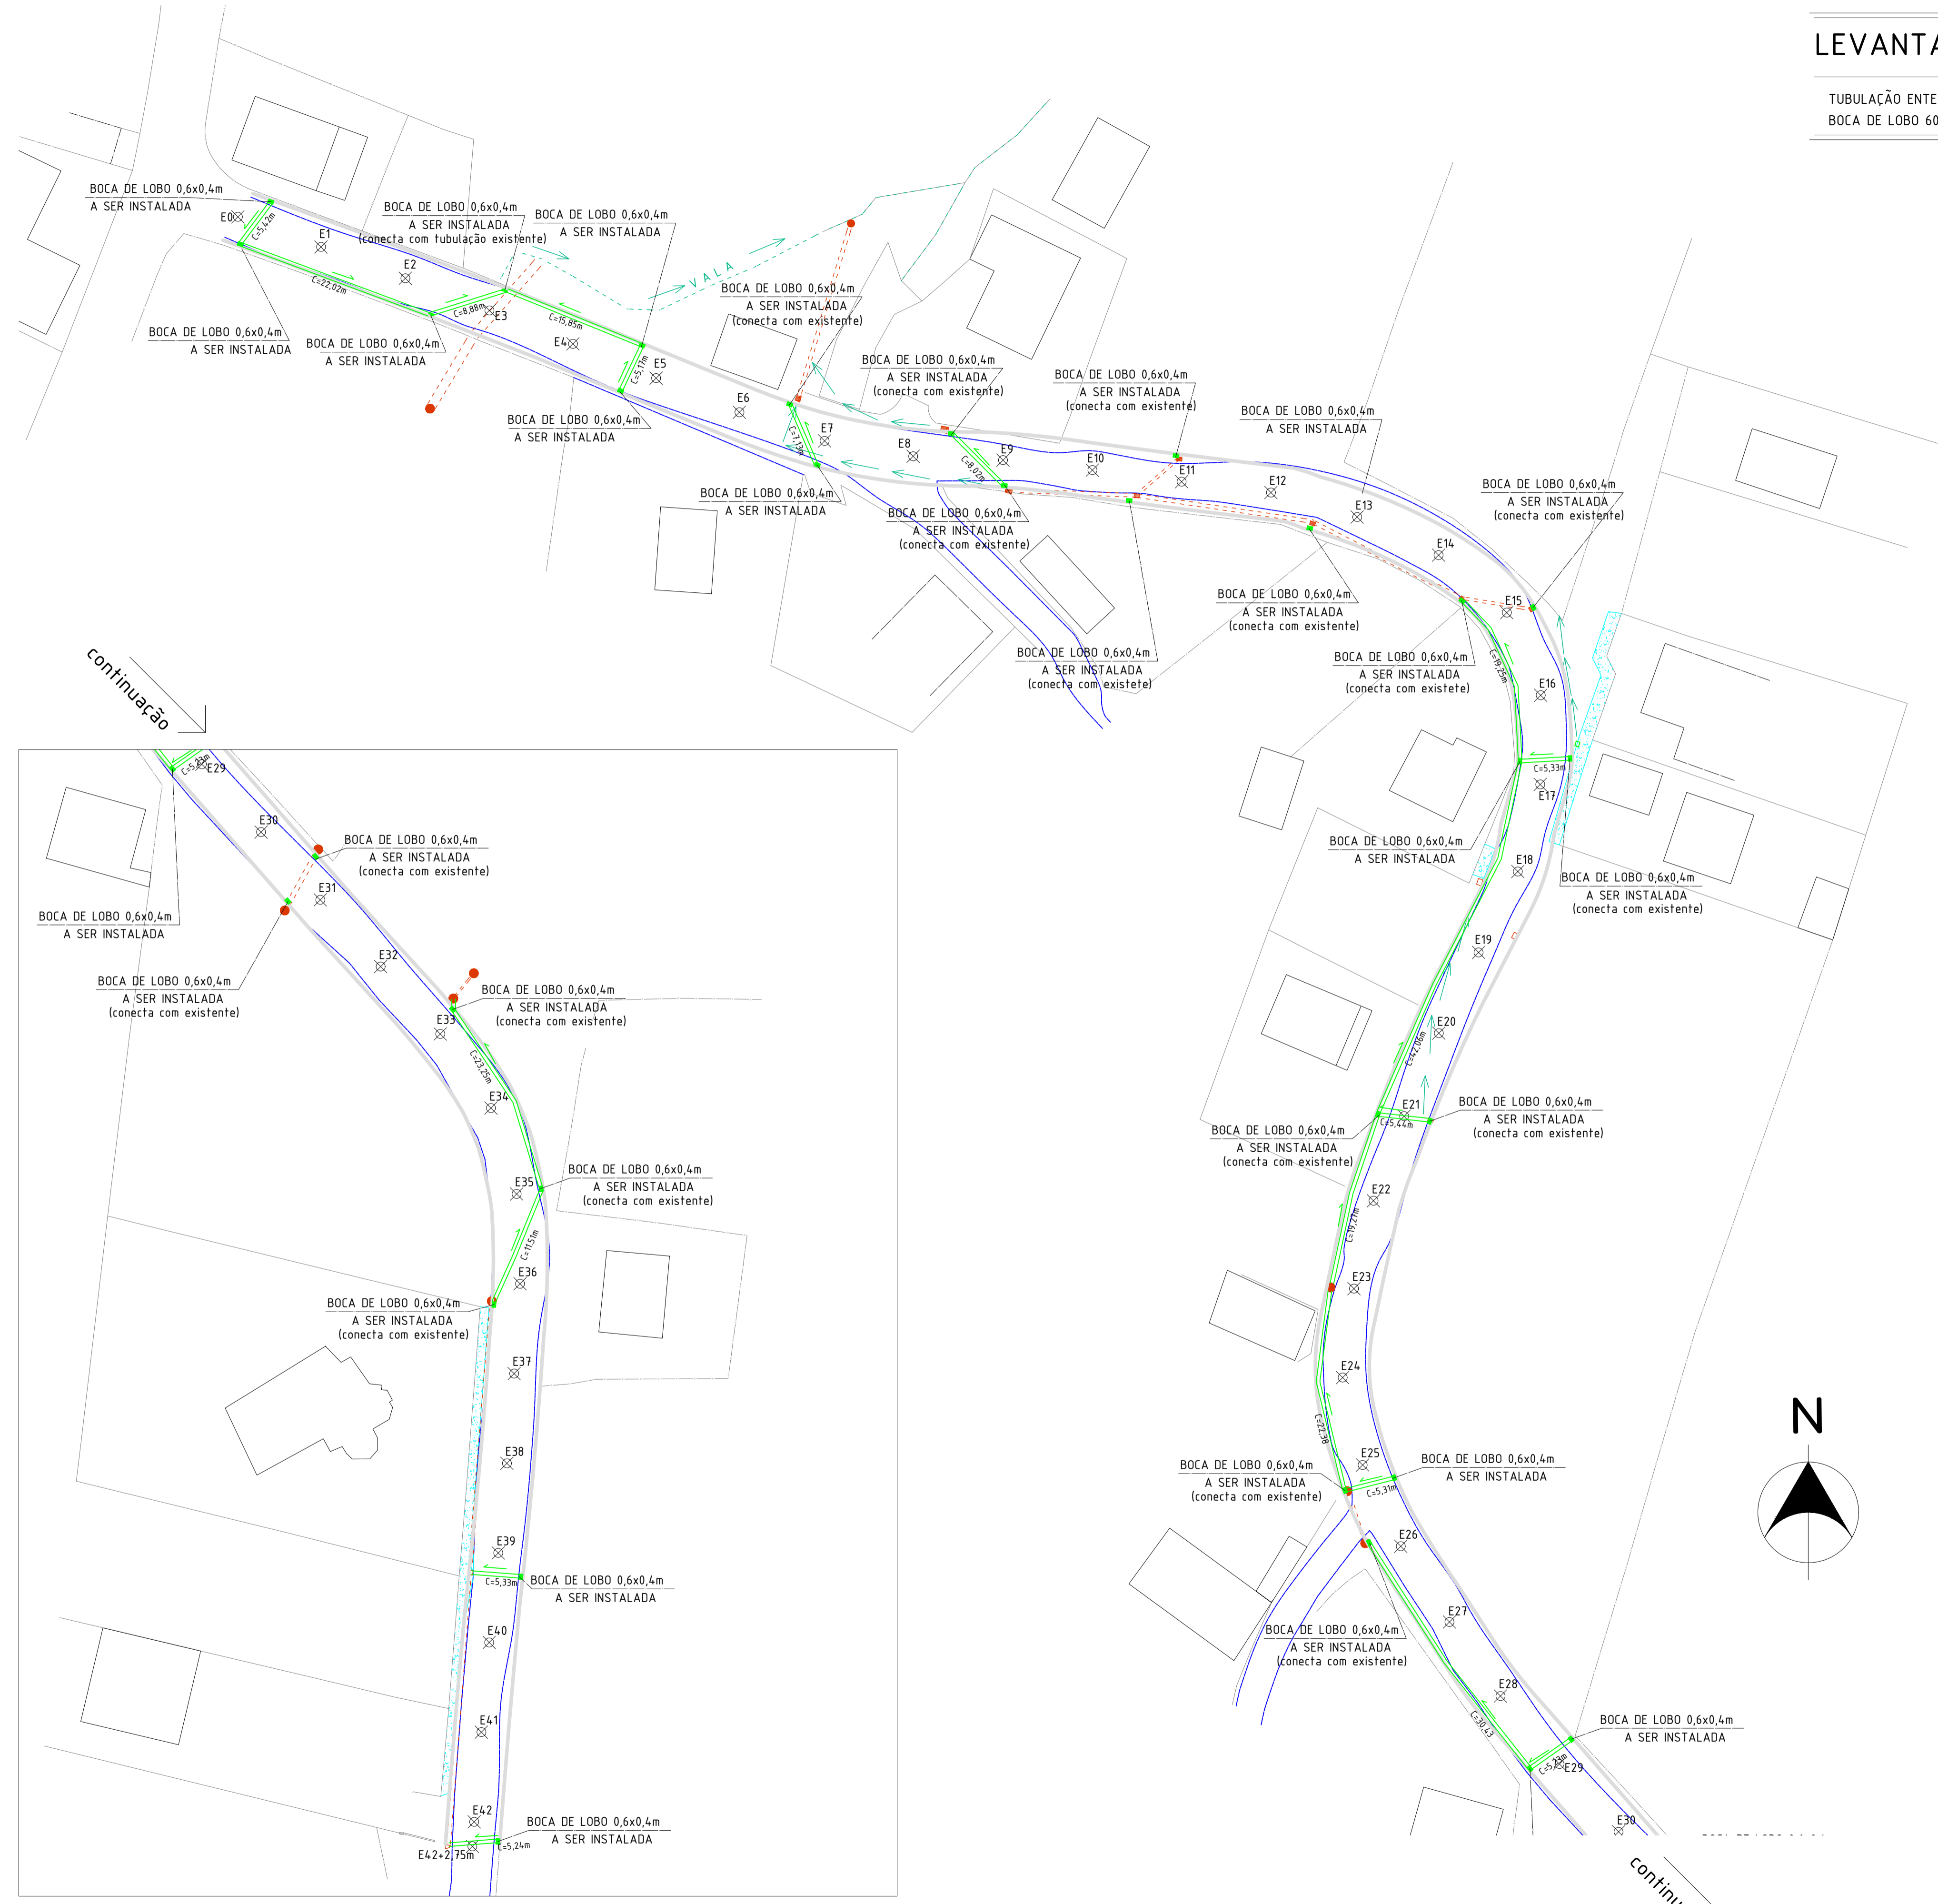 LEVANTA
TUBULAÇÃO ENTE
BOCA DE LOBO 60
BOCA DE LOBO 0,6x0,4m
A SER INSTALADA
E0
C=5,42m
E1
BOCA DE LOBO 0,6x0,4m
A SER INSTALADA
(conecta com tubulação existente)
BOCA DE LOBO 0,6x0,4m
A SER INSTALADA
E2
C=22,02m
VALA
BOCA DE LOBO 0,6x0,4m
A SER INSTALADA
(conecta com existente)
C=8,88m
E3
C=15,85m
BOCA DE LOBO 0,6x0,4m
A SER INSTALADA
BOCA DE LOBO 0,6x0,4m
A SER INSTALADA
E4
C=5,17m
E5
BOCA DE LOBO 0,6x0,4m
A SER INSTALADA
(conecta com existente)
BOCA DE LOBO 0,6x0,4m
A SER INSTALADA
(conecta com existente)
BOCA DE LOBO 0,6x0,4m
A SER INSTALADA
E6
BOCA DE LOBO 0,6x0,4m
A SER INSTALADA
E7
C=7,13m
E8
E9
C=8,02m
E10
E11
E12
E13
BOCA DE LOBO 0,6x0,4m
A SER INSTALADA
(conecta com existente)
BOCA DE LOBO 0,6x0,4m
A SER INSTALADA
BOCA DE LOBO 0,6x0,4m
A SER INSTALADA
(conecta com existente)
E14
BOCA DE LOBO 0,6x0,4m
A SER INSTALADA
(conecta com existente)
E15
BOCA DE LOBO 0,6x0,4m
A SER INSTALADA
(conecta com existete)
BOCA DE LOBO 0,6x0,4m
A SER INSTALADA
(conecta com existete)
C=19,25m
E16
continuação
C=5,33m
E17
BOCA DE LOBO 0,6x0,4m
A SER INSTALADA
E18
BOCA DE LOBO 0,6x0,4m
A SER INSTALADA
(conecta com existente)
E19
E20
C=42,06m
E21
C=5,44m
BOCA DE LOBO 0,6x0,4m
A SER INSTALADA
(conecta com existente)
BOCA DE LOBO 0,6x0,4m
A SER INSTALADA
(conecta com existente)
E22
C=19,27m
E23
E24
C=22,38
E25
C=5,31m
BOCA DE LOBO 0,6x0,4m
A SER INSTALADA
(conecta com existente)
BOCA DE LOBO 0,6x0,4m
A SER INSTALADA
N
E26
E27
BOCA DE LOBO 0,6x0,4m
A SER INSTALADA
(conecta com existente)
E28
C=30,43
BOCA DE LOBO 0,6x0,4m
A SER INSTALADA
C=5,23m
E29
E30
continu
C=5,23m
E29
E30
BOCA DE LOBO 0,6x0,4m
A SER INSTALADA
(conecta com existente)
E31
BOCA DE LOBO 0,6x0,4m
A SER INSTALADA
E32
BOCA DE LOBO 0,6x0,4m
A SER INSTALADA
(conecta com existente)
BOCA DE LOBO 0,6x0,4m
A SER INSTALADA
(conecta com existente)
E33
C=23,25m
E34
BOCA DE LOBO 0,6x0,4m
A SER INSTALADA
(conecta com existente)
E35
C=11,51m
E36
BOCA DE LOBO 0,6x0,4m
A SER INSTALADA
(conecta com existente)
E37
E38
E39
C=5,33m
BOCA DE LOBO 0,6x0,4m
A SER INSTALADA
E40
E41
E42
BOCA DE LOBO 0,6x0,4m
A SER INSTALADA
C=5,24m
E42+2,75m